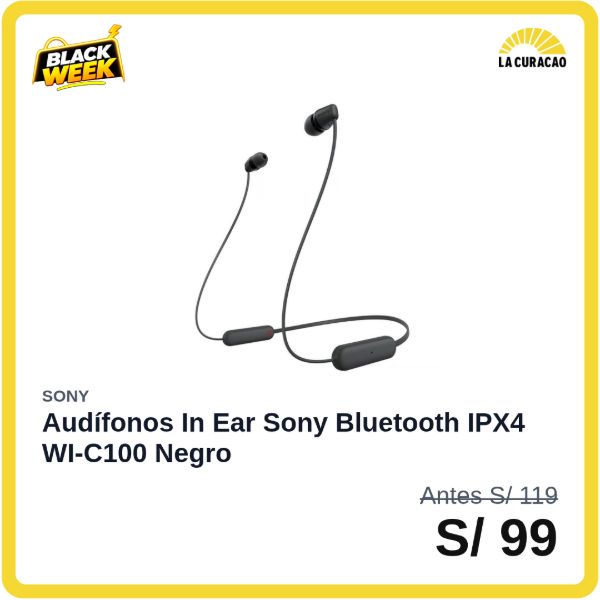 BLACK
WEEK
LA CURACAO
SONY
Audífonos In Ear Sony Bluetooth IPX4
WI-C100 Negro
Antes S/ 119
S/ 99